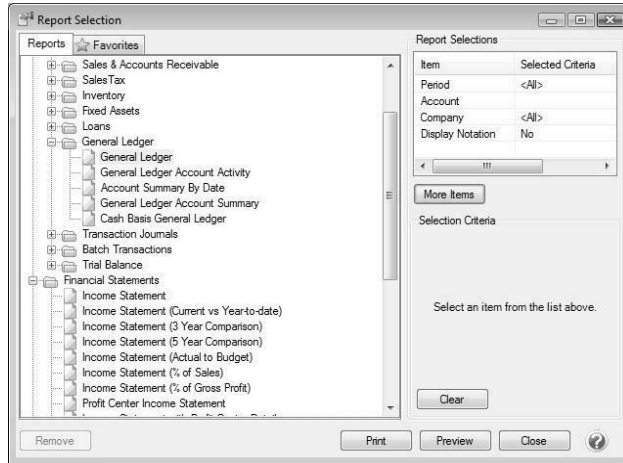 Report Selection
Reports
Favorites
Sales & Accounts Receivable
Sales Tax
Inventory
Fixed Assets
Loans
General Ledger
General Ledger
General Ledger Account Activity
Account Summary By Date
General Ledger Account Summary
Cash Basis General Ledger
Transaction Journals
Batch Transactions
Trial Balance
Financial Statements
Income Statement
Income Statement (Current vs Year-to-date)
Income Statement (3 Year Comparison)
Income Statement (5 Year Comparison)
Income Statement (Actual to Budget)
Income Statement (% of Sales)
Income Statement (% of Gross Profit)
Profit Center Income Statement
Remove
Report Selections
Item Selected Criteria
Period <All>
Account
Company <All>
Display Notation No
More Items
Selection Criteria
Select an item from the list above.
Clear
Print
Preview
Close
?